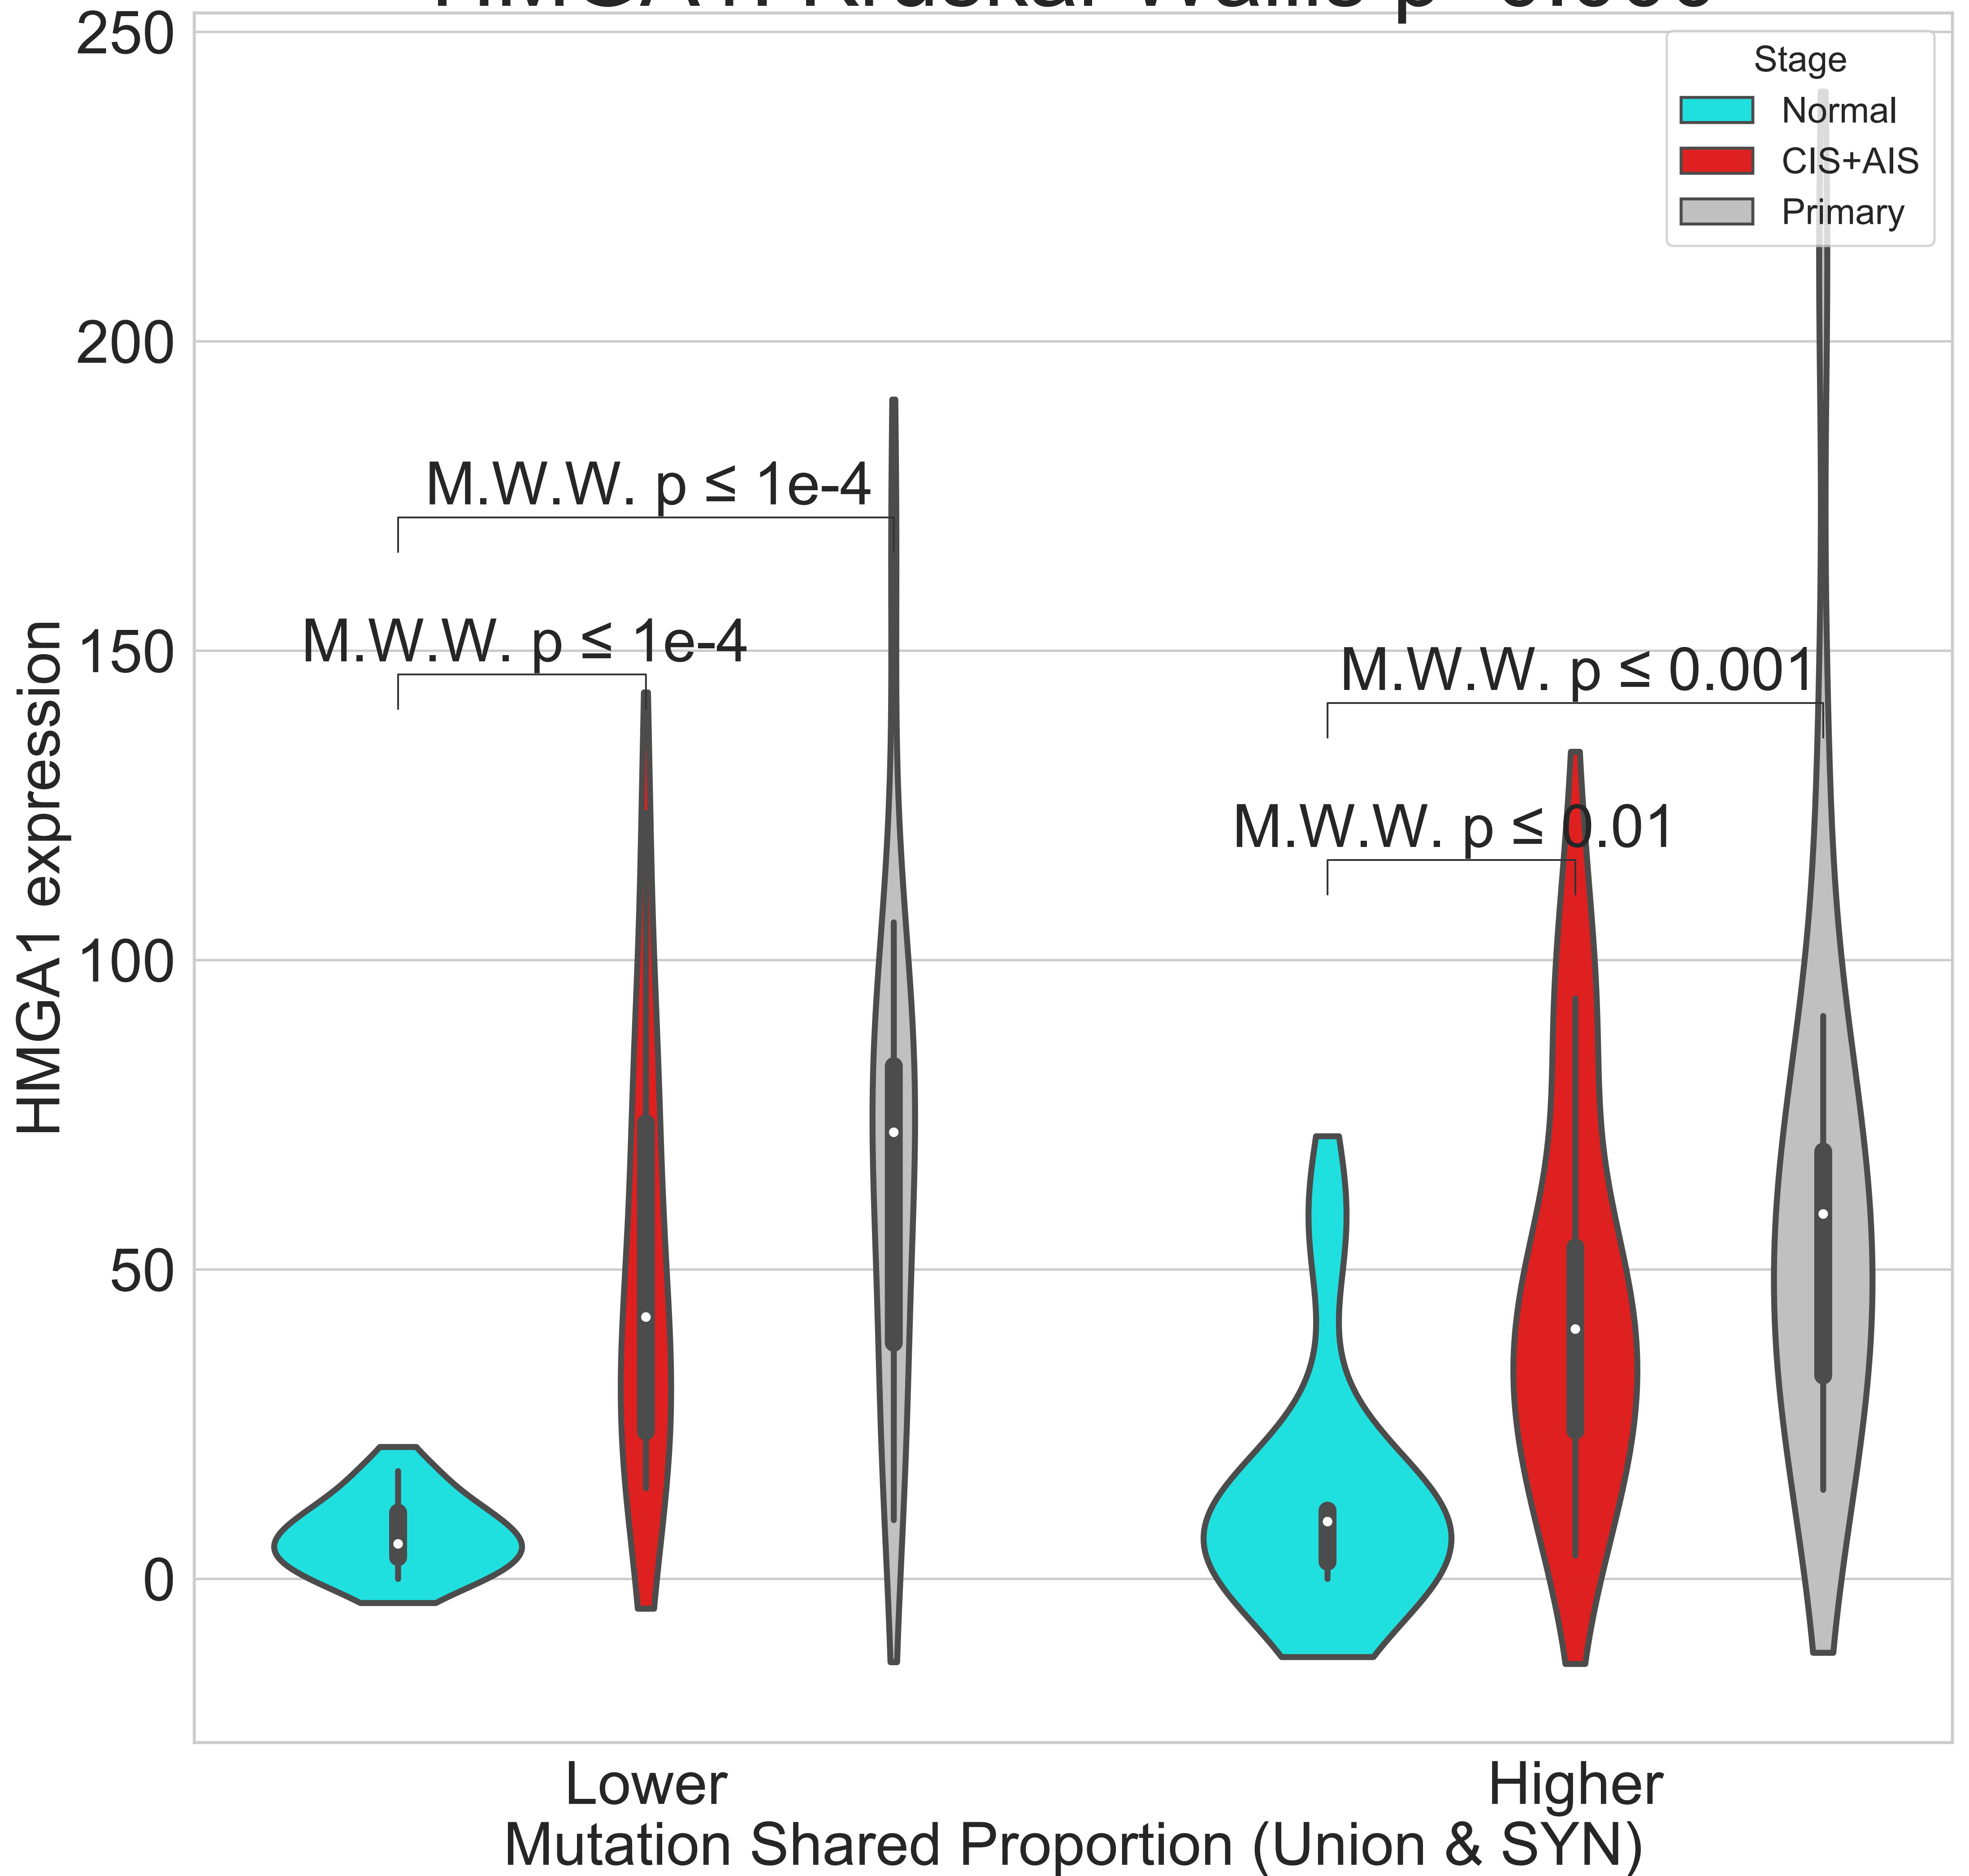 250
200
150
100
50
0
HMGA1 expression
Stage
Normal
CIS+AIS
Primary
M.W.W. p ≤ 1e-4
M.W.W. p ≤ 1e-4
M.W.W. p ≤ 0.001
M.W.W. p ≤ 0.01
Lower
Higher
Mutation Shared Proportion (Union & SYN)